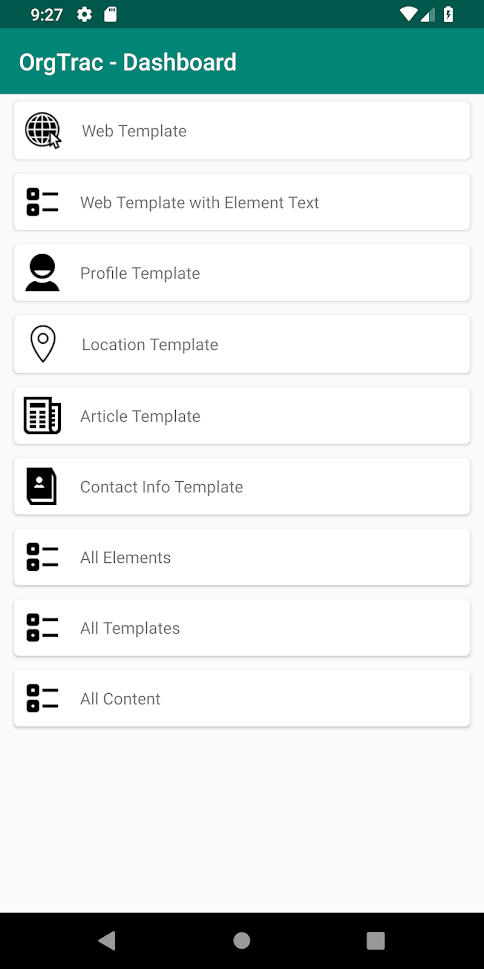 9:27
OrgTrac - Dashboard
Web Template
Web Template with Element Text
Profile Template
Location Template
Article Template
Contact Info Template
All Elements
All Templates
All Content